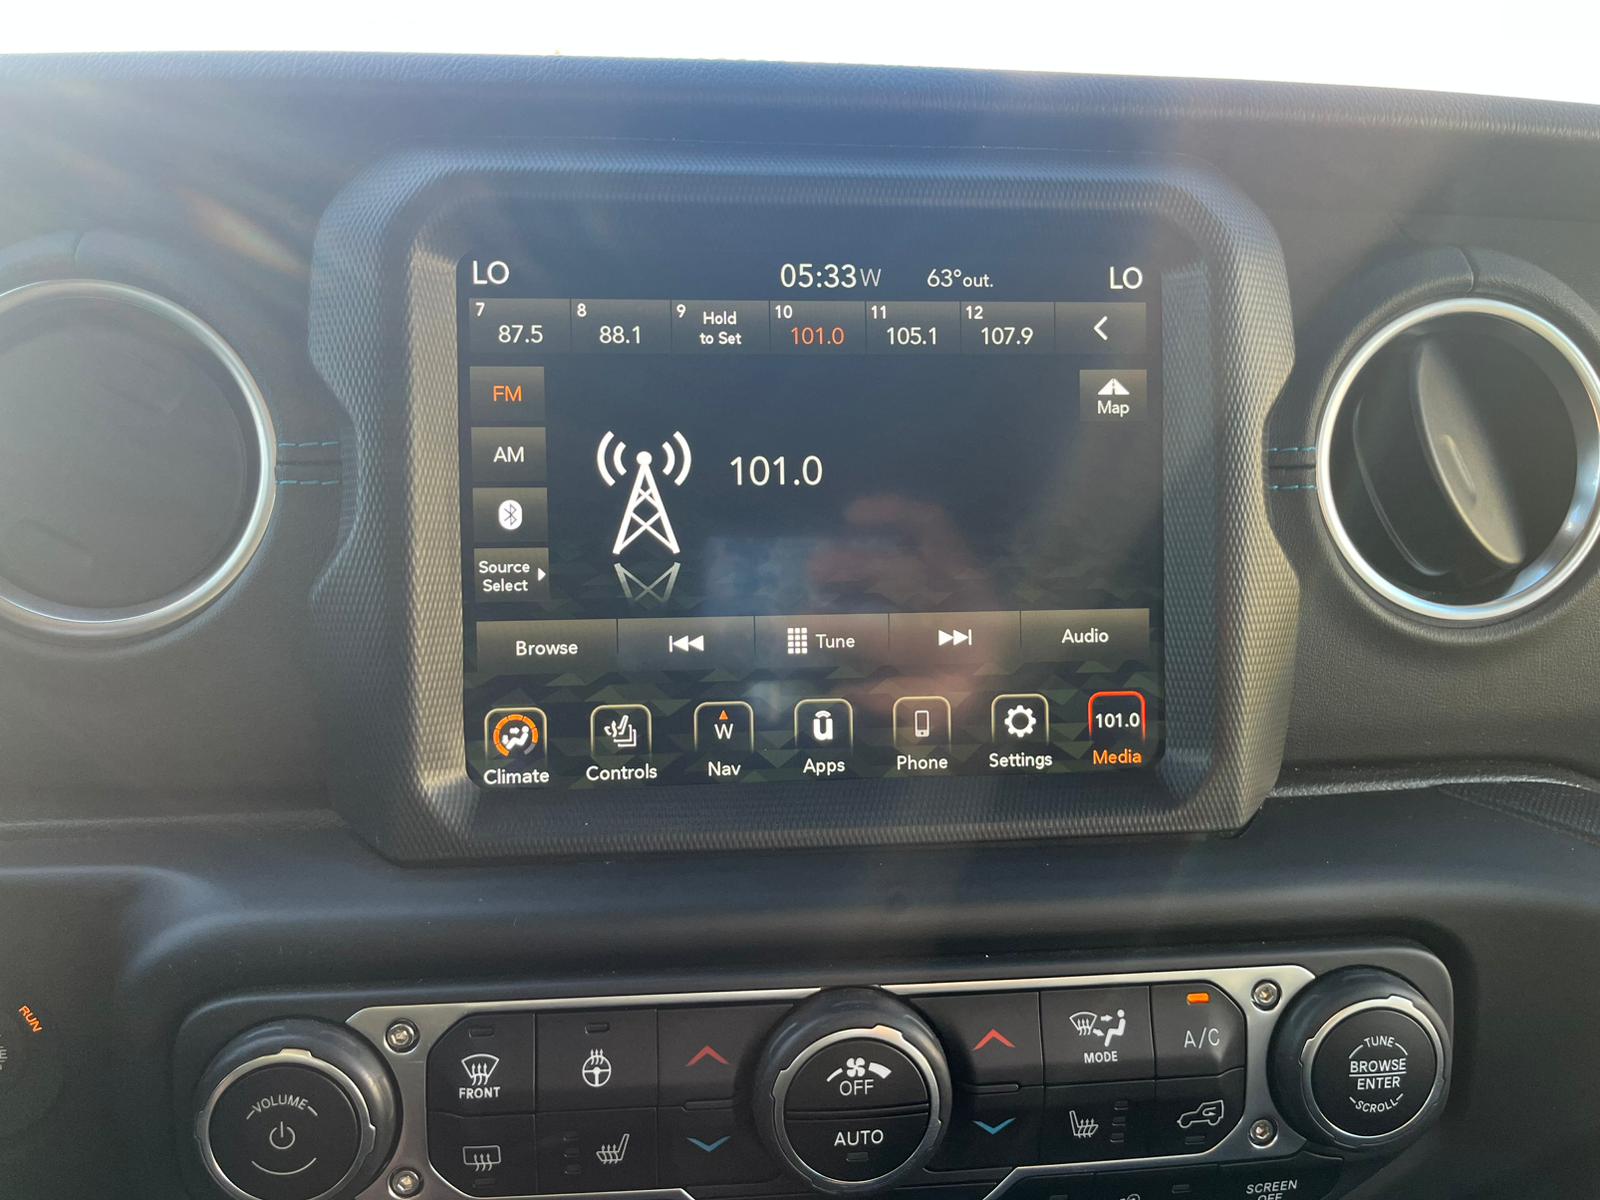 LO 05:33 W 63°out. LO
7 87.5
8 88.1
9 Hold
to Set
10 101.0
11 105.1
12 107.9
FM
AM
Source
Select
Map
101.0
Browse
Tune
Audio
Climate
Controls
W
Nav
ū
Apps
Phone
Settings
101.0
Media
RUN
VOLUME
FRONT
OFF
AUTO
MODE
A/C
TUNE
BROWSE
ENTER
SCROLL
SCREEN
OFF